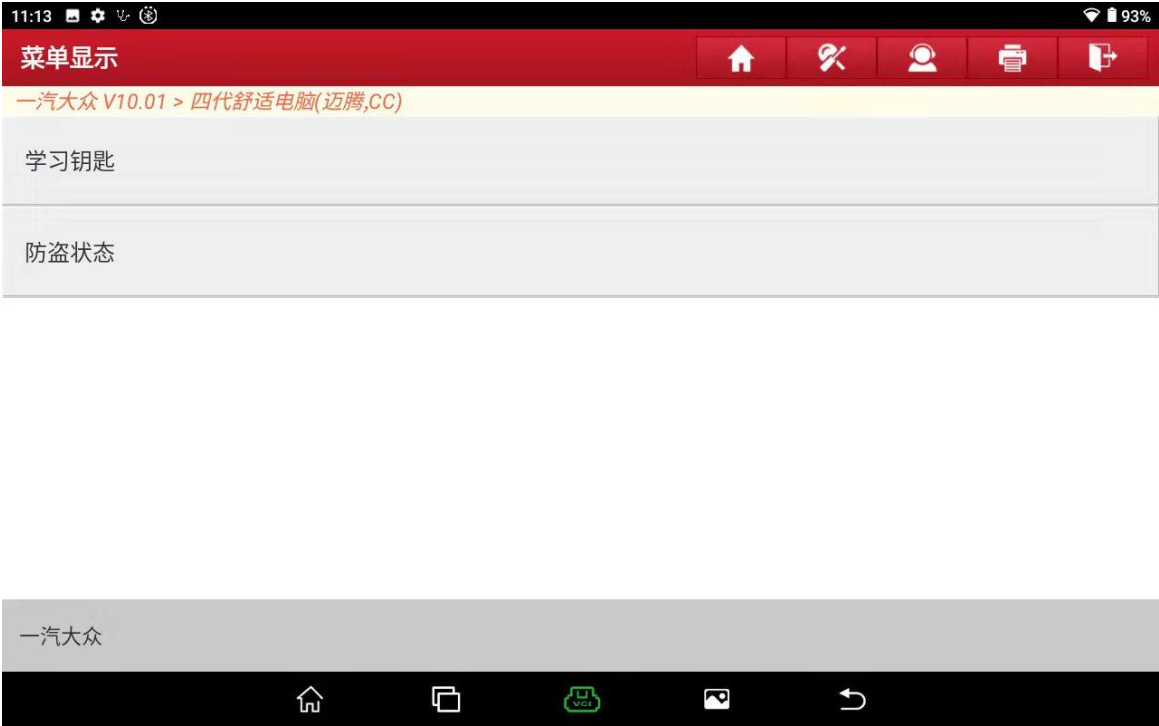 11:13 93%
菜单显示
一汽大众 V10.01 > 四代舒适电脑(迈腾,CC)
学习钥匙
防盗状态
一汽大众
VCI